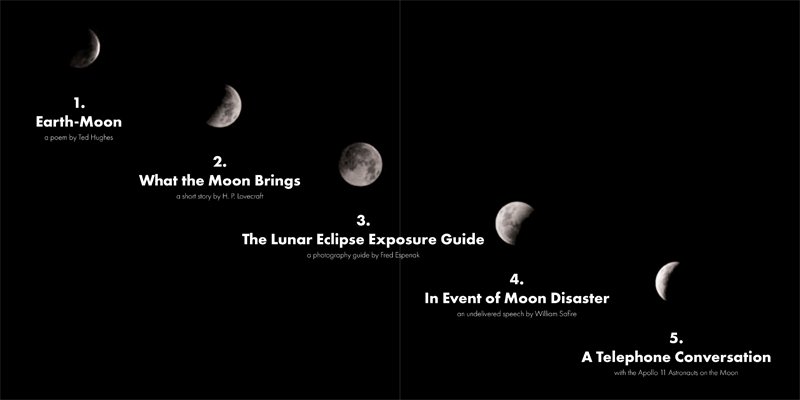 1.
Earth-Moon
a poem by Ted Hughes
2.
What the Moon Brings
a short story by H. P. Lovecraft
3.
The Lunar Eclipse Exposure Guide
a photography guide by Fred Espenak
4.
In Event of Moon Disaster
an undelivered speech by William Safire
5.
A Telephone Conversation
with the Apollo 11 Astronauts on the Moon